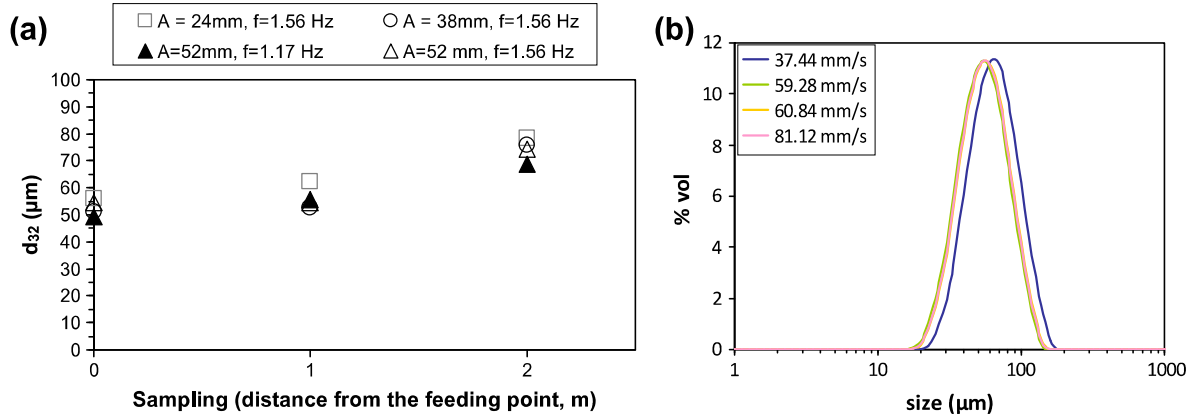 (a)
A = 24mm, f=1.56 Hz
A = 38mm, f=1.56 Hz
A=52mm, f=1.17 Hz
A=52 mm, f=1.56 Hz
100
90
80
70
60
50
40
30
20
10
0
d32 (µm)
0
1
2
Sampling (distance from the feeding point, m)
(b)
37.44 mm/s
59.28 mm/s
60.84 mm/s
81.12 mm/s
12
10
8
6
4
2
0
% vol
1
10
100
1000
size (µm)